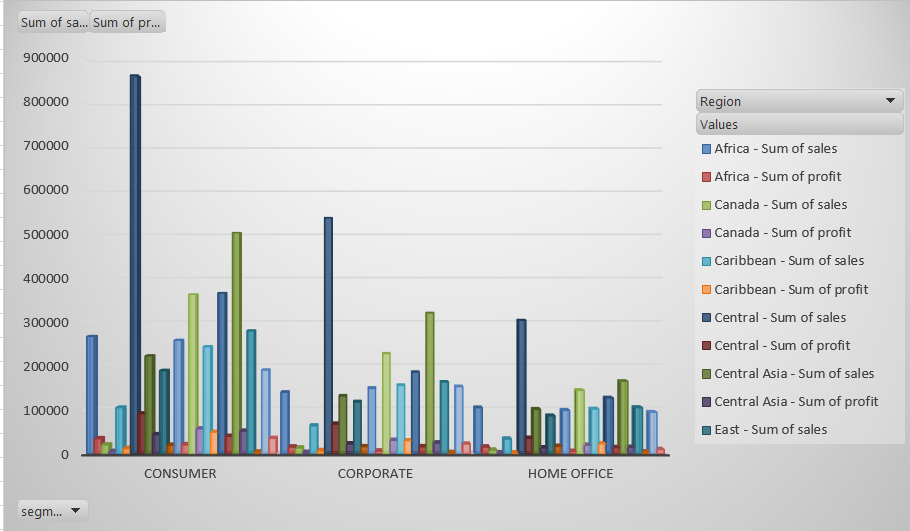 Sum of sa... Sum of pr...
900000
800000
700000
600000
500000
400000
300000
200000
100000
0
CONSUMER CORPORATE HOME OFFICE
segm...
Region
Values
Africa - Sum of sales
Africa - Sum of profit
Canada - Sum of sales
Canada - Sum of profit
Caribbean - Sum of sales
Caribbean - Sum of profit
Central - Sum of sales
Central - Sum of profit
Central Asia - Sum of sales
Central Asia - Sum of profit
East - Sum of sales